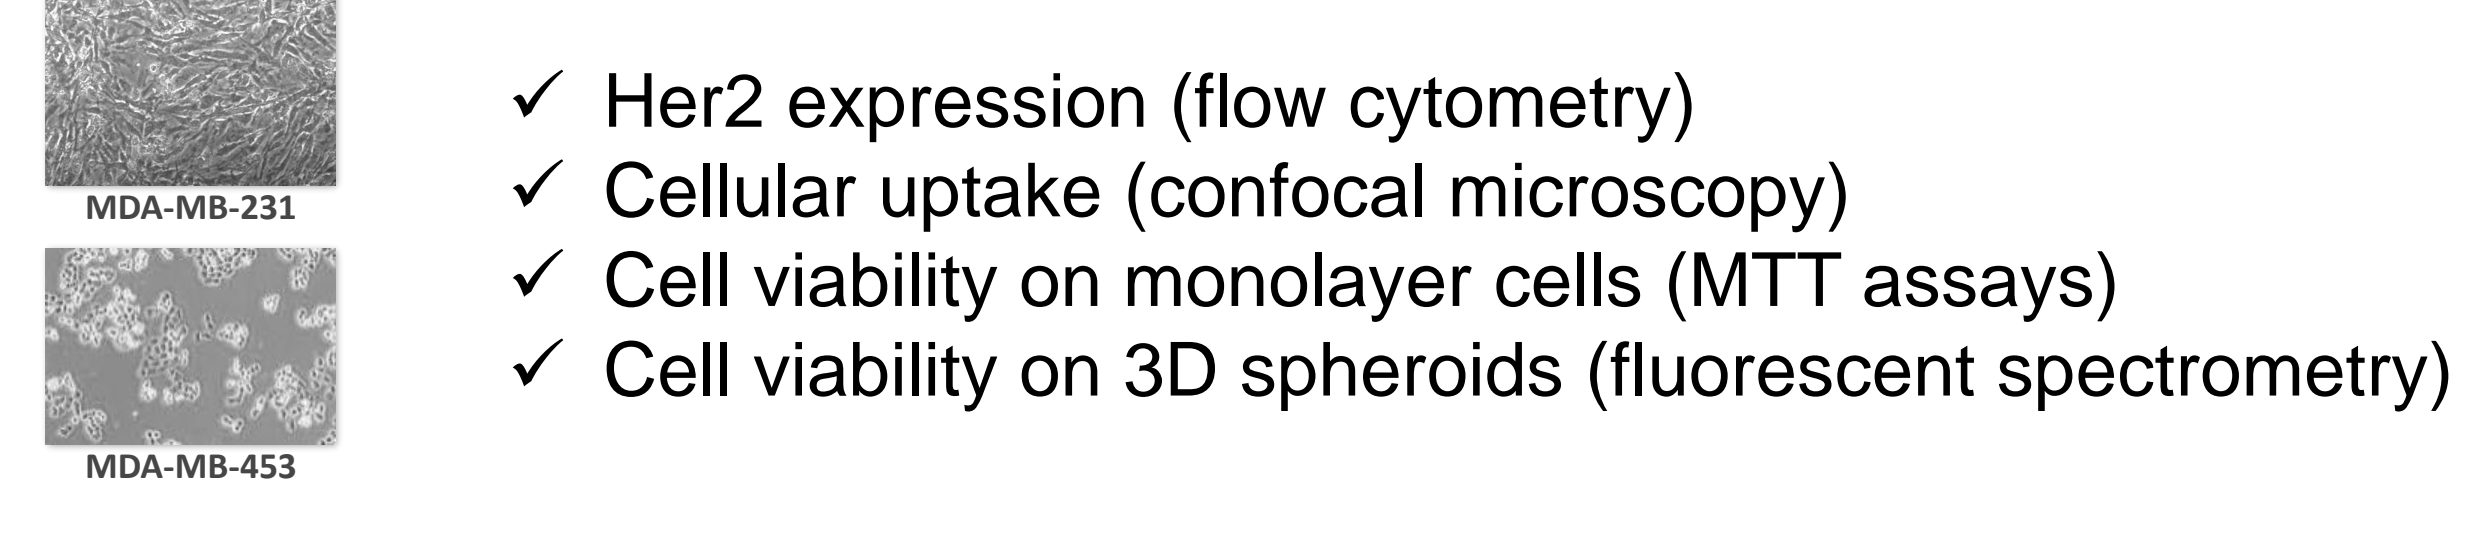 MDA-MB-231
MDA-MB-453
✓ Her2 expression (flow cytometry)
✓ Cellular uptake (confocal microscopy)
✓ Cell viability on monolayer cells (MTT assays)
✓ Cell viability on 3D spheroids (fluorescent spectrometry)